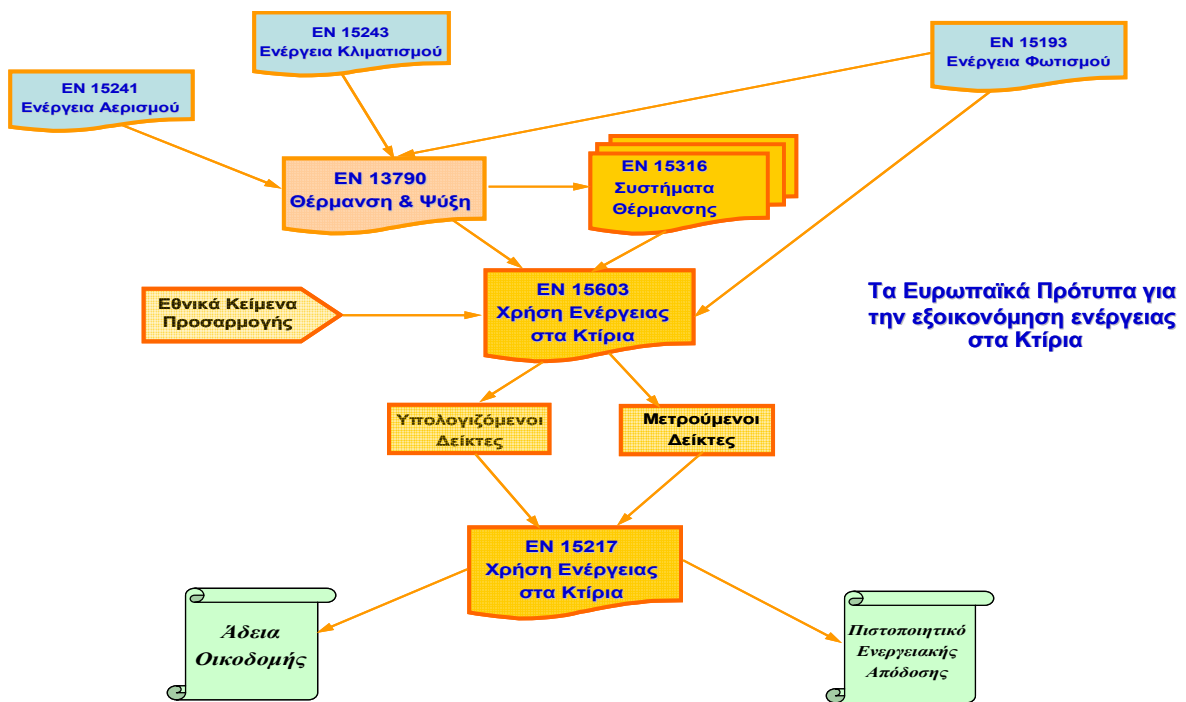 EN 15243
Ενέργεια Κλιματισμού
EN 15193
Ενέργεια Φωτισμού
EN 15241
Ενέργεια Αερισμού
EN 13790
Θέρμανση & Ψύξη
EN 15316
Συστήματα
Θέρμανσης
EN 15603
Χρήση Ενέργειας
στα Κτίρια
Εθνικά Κείμενα
Προσαρμογής
Τα Ευρωπαϊκά Πρότυπα για
την εξοικονόμηση ενέργειας
στα Κτίρια
Υπολογιζόμενοι
Δείκτες
Μετρούμενοι
Δείκτες
EN 15217
Χρήση Ενέργειας
στα Κτίρια
Άδεια
Οικοδομής
Πιστοποιητικό
Ενεργειακής
Απόδοσης